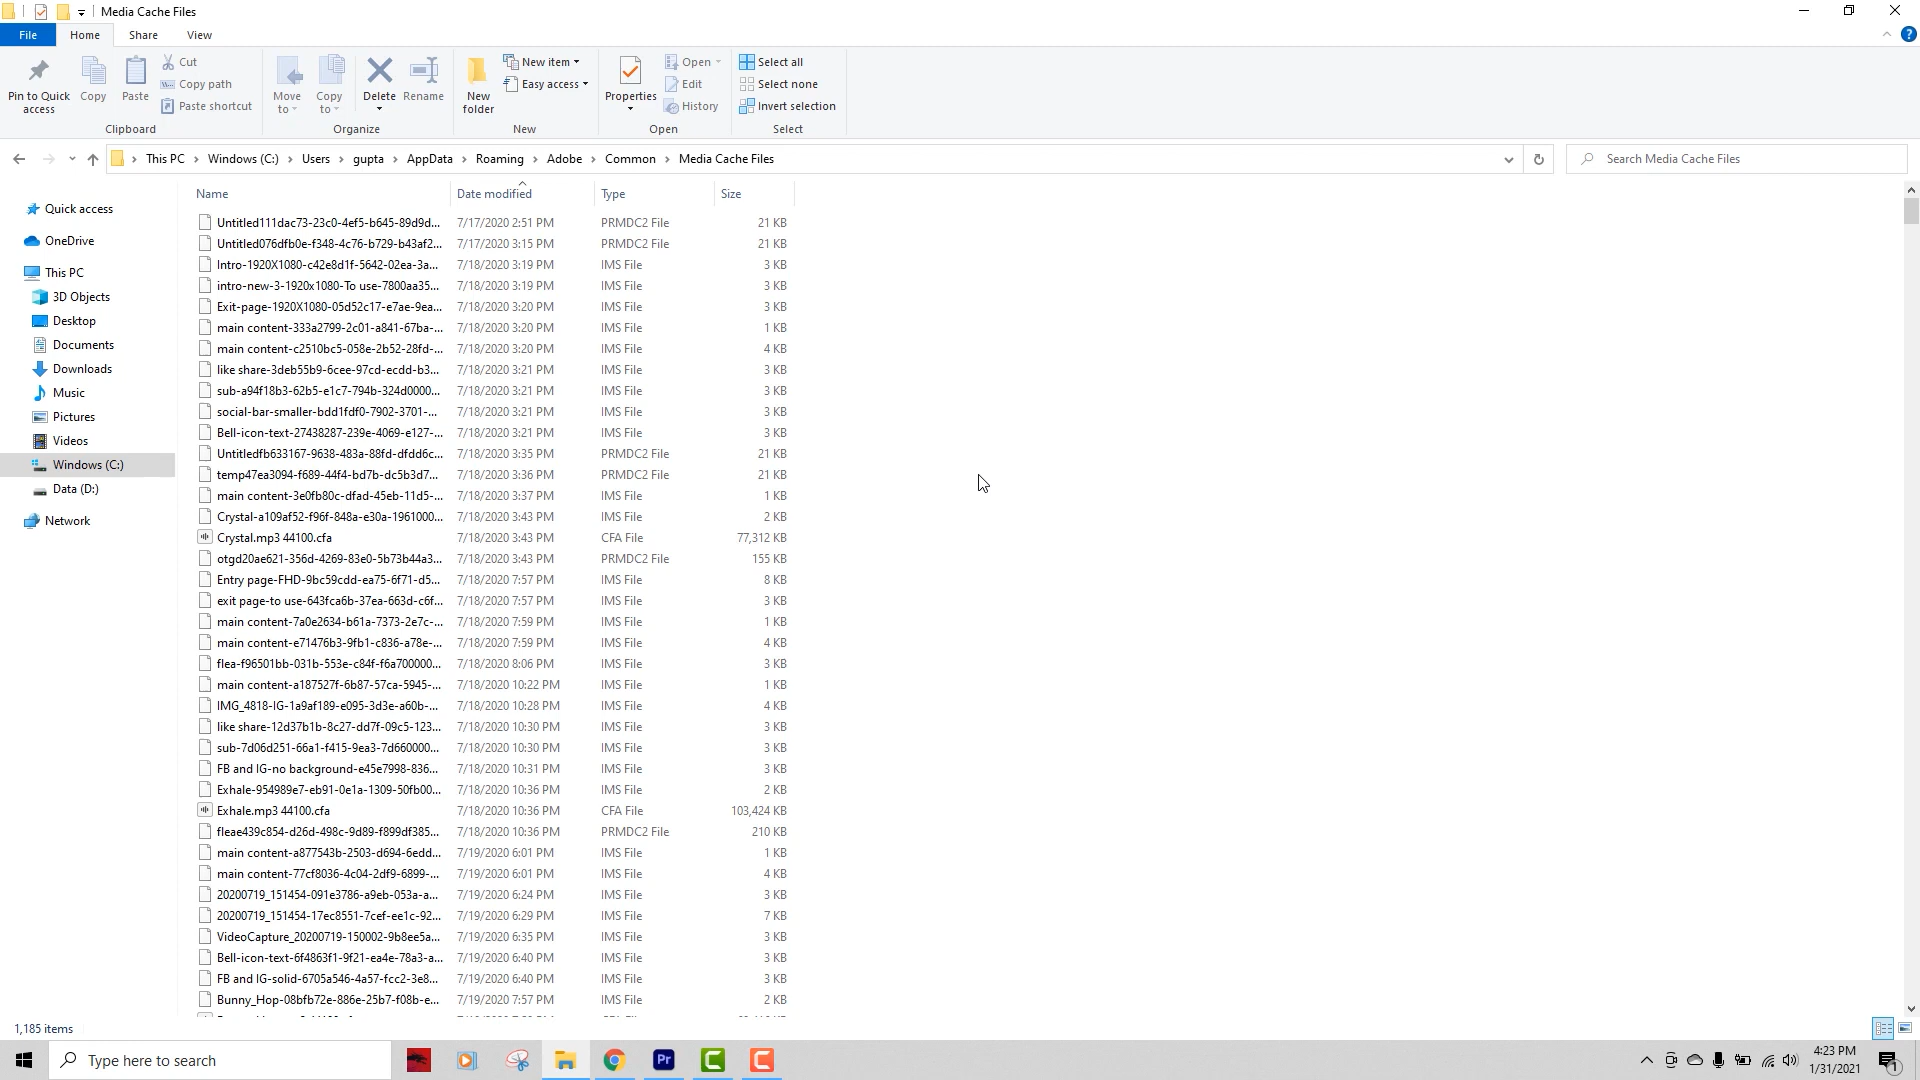 Media Cache Files
File Home Share View
Pin to Quick access
Copy
Paste
Cut
Copy path
Paste shortcut
Clipboard
Move to
Copy to
Delete
Rename
Organize
New folder
New item
Easy access
New
Properties
Open
Edit
History
Open
Select all
Select none
Invert selection
Select
This PC > Windows (C:) > Users > gupta > AppData > Roaming > Adobe > Common > Media Cache Files
Search Media Cache Files
Quick access
OneDrive
This PC
3D Objects
Desktop
Documents
Downloads
Music
Pictures
Videos
Windows (C:)
Data (D:)
Network
Name Date modified Type Size
Untitled111dac73-23c0-4ef5-b645-89d9d... 7/17/2020 2:51 PM PRMDC2 File 21 KB
Untitled076dfb0e-f348-4c76-b729-b43af2... 7/17/2020 3:15 PM PRMDC2 File 21 KB
Intro-1920X1080-c42e8d1f-5642-02ea-3a... 7/18/2020 3:19 PM IMS File 3 KB
intro-new-3-1920x1080-To use-7800aa35... 7/18/2020 3:19 PM IMS File 3 KB
Exit-page-1920X1080-05d52c17-e7ae-9ea... 7/18/2020 3:20 PM IMS File 3 KB
main content-333a2799-2c01-a841-67ba-... 7/18/2020 3:20 PM IMS File 1 KB
main content-c2510bc5-058e-2b52-28fd-... 7/18/2020 3:20 PM IMS File 4 KB
like share-3deb55b9-6cee-97cd-ecdd-b3... 7/18/2020 3:21 PM IMS File 3 KB
sub-a94f18b3-62b5-e1c7-794b-324d0000... 7/18/2020 3:21 PM IMS File 3 KB
social-bar-smaller-bdd1fdf0-7902-3701-... 7/18/2020 3:21 PM IMS File 3 KB
Bell-icon-text-27438287-239e-4069-e127-... 7/18/2020 3:21 PM IMS File 3 KB
Untitledfb633167-9638-483a-88fd-dfdd6c... 7/18/2020 3:35 PM PRMDC2 File 21 KB
temp47ea3094-f689-44f4-bd7b-dc5b3d7... 7/18/2020 3:36 PM PRMDC2 File 21 KB
main content-3e0fb80c-dfad-45eb-11d5-... 7/18/2020 3:37 PM IMS File 1 KB
Crystal-a109af52-f96f-848a-e30a-1961000... 7/18/2020 3:43 PM IMS File 2 KB
Crystal.mp3 44100.cfa 7/18/2020 3:43 PM CFA File 77,312 KB
otgd20ae621-356d-4269-83e0-5b73b44a3... 7/18/2020 3:43 PM PRMDC2 File 155 KB
Entry page-FHD-9bc59cdd-ea75-6f71-d5... 7/18/2020 7:57 PM IMS File 8 KB
exit page-to use-643fca6b-37ea-663d-c6f... 7/18/2020 7:57 PM IMS File 3 KB
main content-7a0e2634-b61a-7373-2e7c-... 7/18/2020 7:59 PM IMS File 1 KB
main content-e71476b3-9fb1-c836-a78e-... 7/18/2020 7:59 PM IMS File 4 KB
flea-f96501bb-031b-553e-c84f-f6a700000... 7/18/2020 8:06 PM IMS File 3 KB
main content-a187527f-6b87-57ca-5945-... 7/18/2020 10:22 PM IMS File 1 KB
IMG_4818-IG-1a9af189-e095-3d3e-a60b-... 7/18/2020 10:28 PM IMS File 4 KB
like share-12d37b1b-8c27-dd7f-09c5-123... 7/18/2020 10:30 PM IMS File 3 KB
sub-7d06d251-66a1-f415-9ea3-7d660000... 7/18/2020 10:30 PM IMS File 3 KB
FB and IG-no background-e45e7998-836... 7/18/2020 10:31 PM IMS File 3 KB
Exhale-954989e7-eb91-0e1a-1309-50fb00... 7/18/2020 10:36 PM IMS File 2 KB
Exhale.mp3 44100.cfa 7/18/2020 10:36 PM CFA File 103,424 KB
fleae439c854-d26d-498c-9d89-f899df385... 7/18/2020 10:36 PM PRMDC2 File 210 KB
main content-a877543b-2503-d694-6edd... 7/19/2020 6:01 PM IMS File 1 KB
main content-77cf8036-4c04-2df9-6899-... 7/19/2020 6:01 PM IMS File 4 KB
20200719_151454-091e3786-a9eb-053a-a... 7/19/2020 6:24 PM IMS File 3 KB
20200719_151454-17ec8551-7cef-ee1c-92... 7/19/2020 6:29 PM IMS File 7 KB
VideoCapture_20200719-150002-9b8ee5a... 7/19/2020 6:35 PM IMS File 3 KB
Bell-icon-text-6f4863f1-9f21-ea4e-78a3-a... 7/19/2020 6:40 PM IMS File 3 KB
FB and IG-solid-6705a546-4a57-fcc2-3e8... 7/19/2020 6:40 PM IMS File 3 KB
Bunny_Hop-08bfb72e-886e-25b7-f08b-e... 7/19/2020 7:57 PM IMS File 2 KB
1,185 items
Type here to search
Pr
4:23 PM
1/31/2021
1